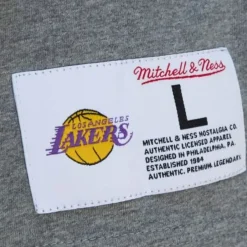 Mitchell & Ness
LOS ANGELES
LAKERS
L
MITCHELL & NESS NOSTALGIA CO.
AUTHENTIC LICENSED APPAREL
DESIGNED IN PHILADELPHIA, PA.
ESTABLISHED 1904
AUTHENTIC. PREMIUM. LEGENDARY